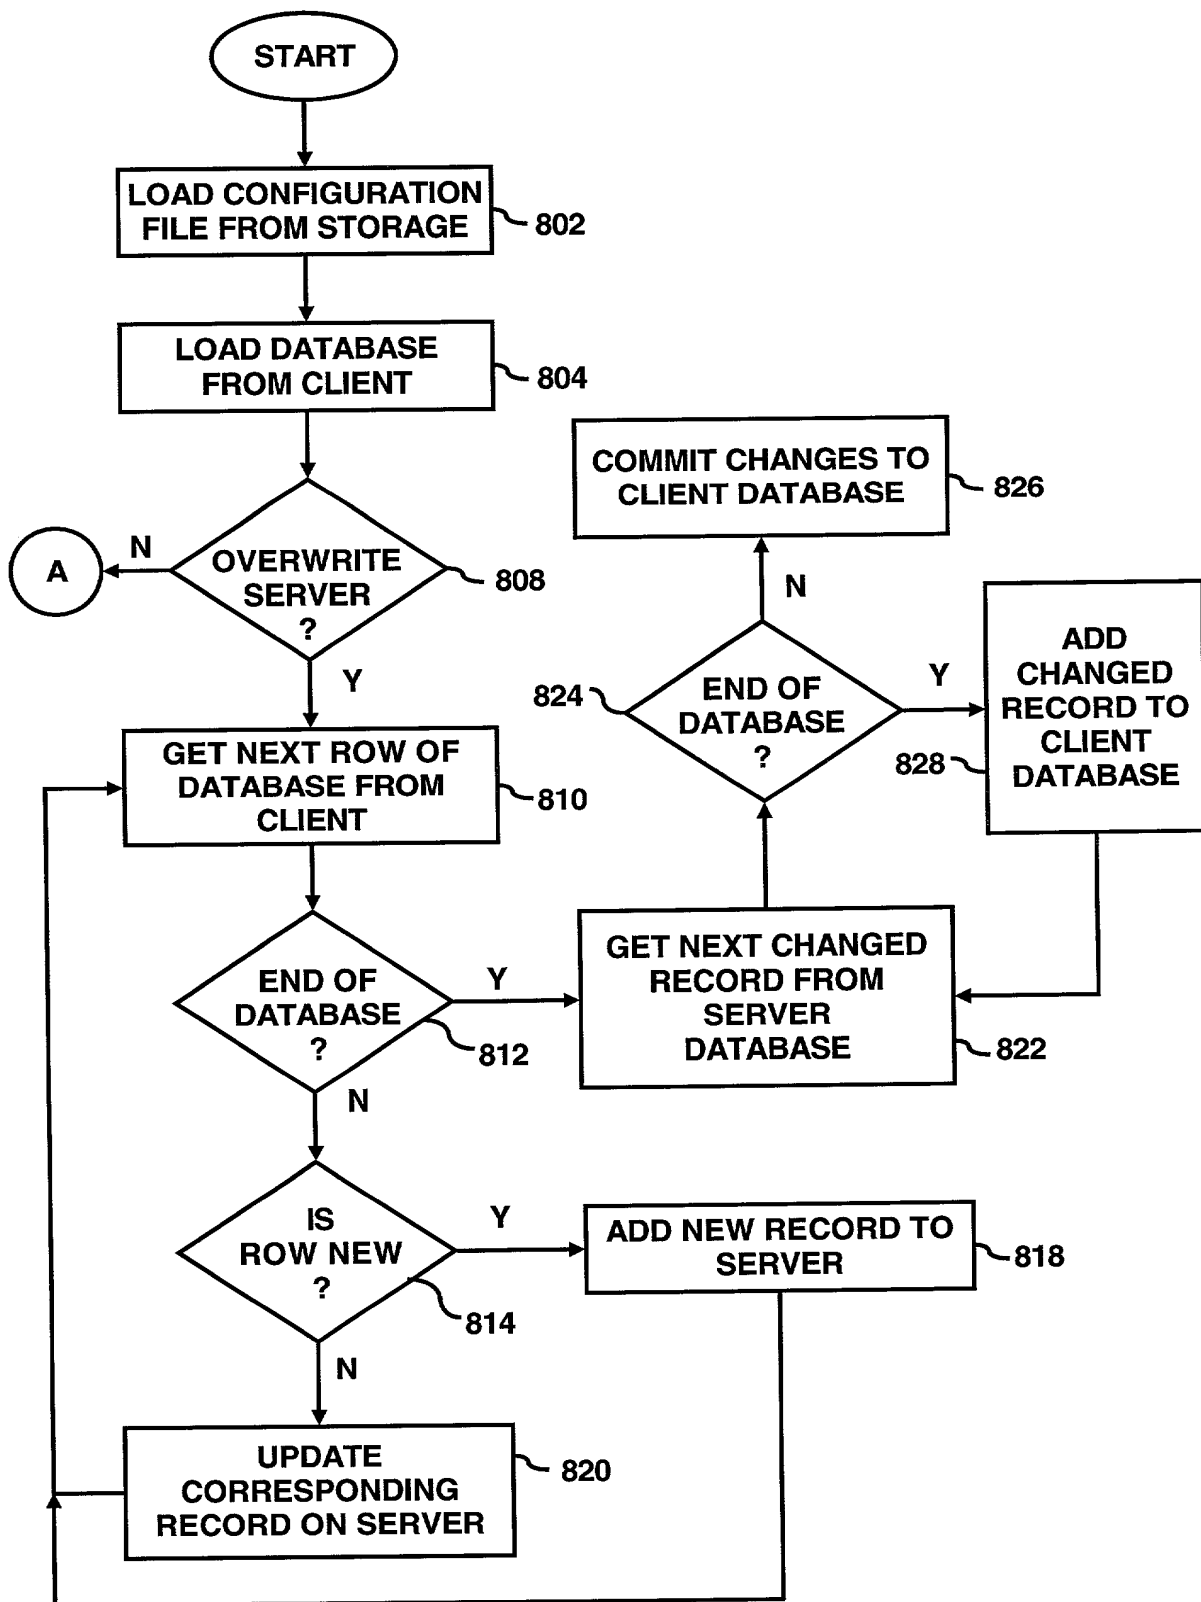 START
LOAD CONFIGURATION
FILE FROM STORAGE
802
LOAD DATABASE
FROM CLIENT
804
COMMIT CHANGES TO
CLIENT DATABASE
826
A
N
OVERWRITE
SERVER
?
808
Y
N
824
END OF
DATABASE
?
Y
ADD
CHANGED
RECORD TO
CLIENT
DATABASE
828
GET NEXT ROW OF
DATABASE FROM
CLIENT
810
END OF
DATABASE
?
812
Y
GET NEXT CHANGED
RECORD FROM
SERVER
DATABASE
822
N
IS
ROW NEW
?
814
Y
ADD NEW RECORD TO
SERVER
818
N
UPDATE
CORRESPONDING
RECORD ON SERVER
820